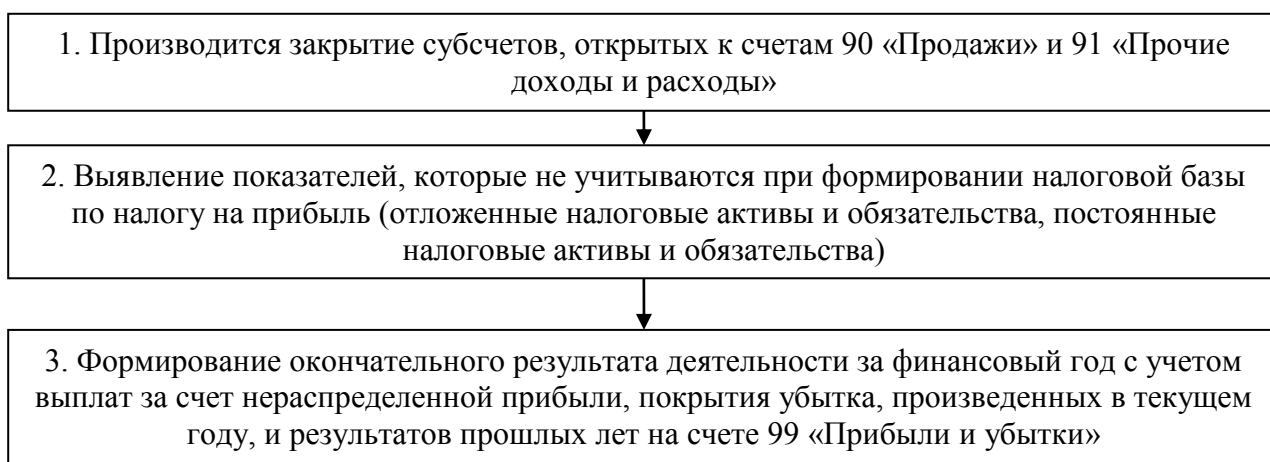 1. Производится закрытие субсчетов, открытых к счетам 90 «Продажи» и 91 «Прочие
доходы и расходы»
2. Выявление показателей, которые не учитываются при формировании налоговой базы
по налогу на прибыль (отложенные налоговые активы и обязательства, постоянные
налоговые активы и обязательства)
3. Формирование окончательного результата деятельности за финансовый год с учетом
выплат за счет нераспределенной прибыли, покрытия убытка, произведенных в текущем
году, и результатов прошлых лет на счете 99 «Прибыли и убытки»